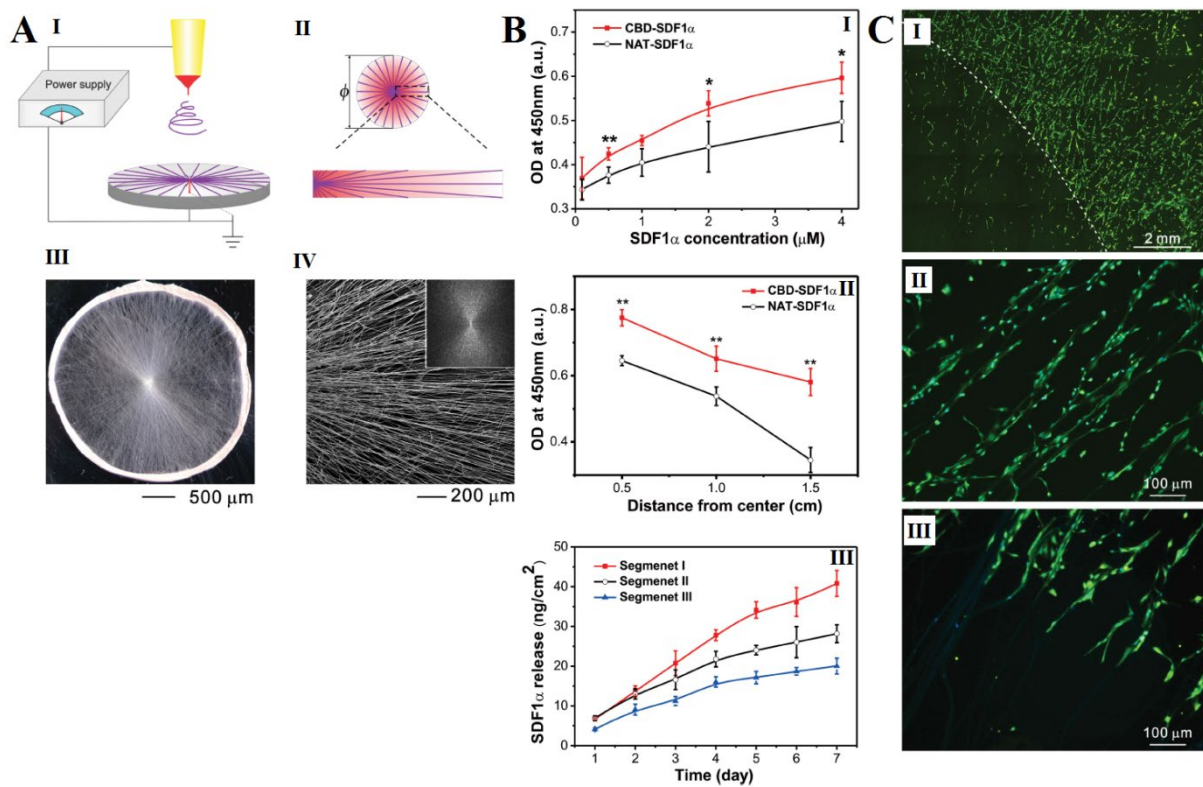 A
I
Power supply
II
ϕ
III
500 μm
IV
200 μm
B
I
CBD-SDF1α
NAT-SDF1α
OD at 450nm (a.u.)
0.7
0.6
0.5
0.4
0.3
**
*
*
0 1 2 3 4
SDF1α concentration (μM)
II
CBD-SDF1α
NAT-SDF1α
OD at 450nm (a.u.)
0.8
0.6
0.4
**
**
**
0.5 1.0 1.5
Distance from center (cm)
III
Segmenet I
Segmenet II
Segmenet III
SDF1α release (ng/cm2)
50
40
30
20
10
0
1 2 3 4 5 6 7
Time (day)
C
I
2 mm
II
100 μm
III
100 μm